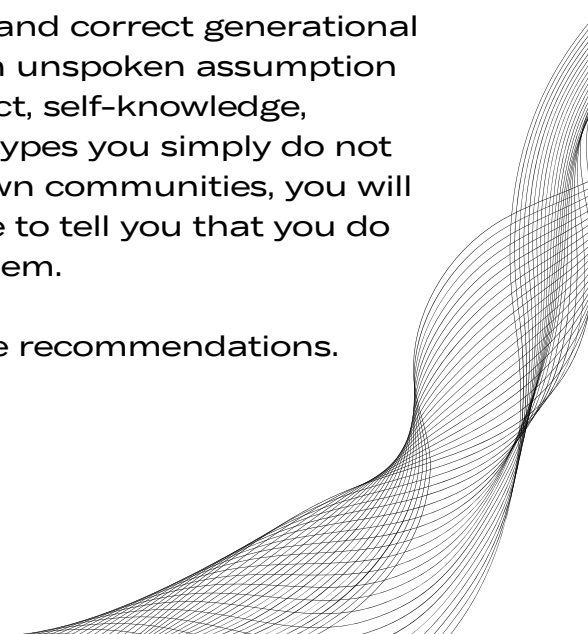 and correct generational
unspoken assumption
ct, self-knowledge,
ypes you simply do not
wn communities, you will
e to tell you that you do
em.
e recommendations.